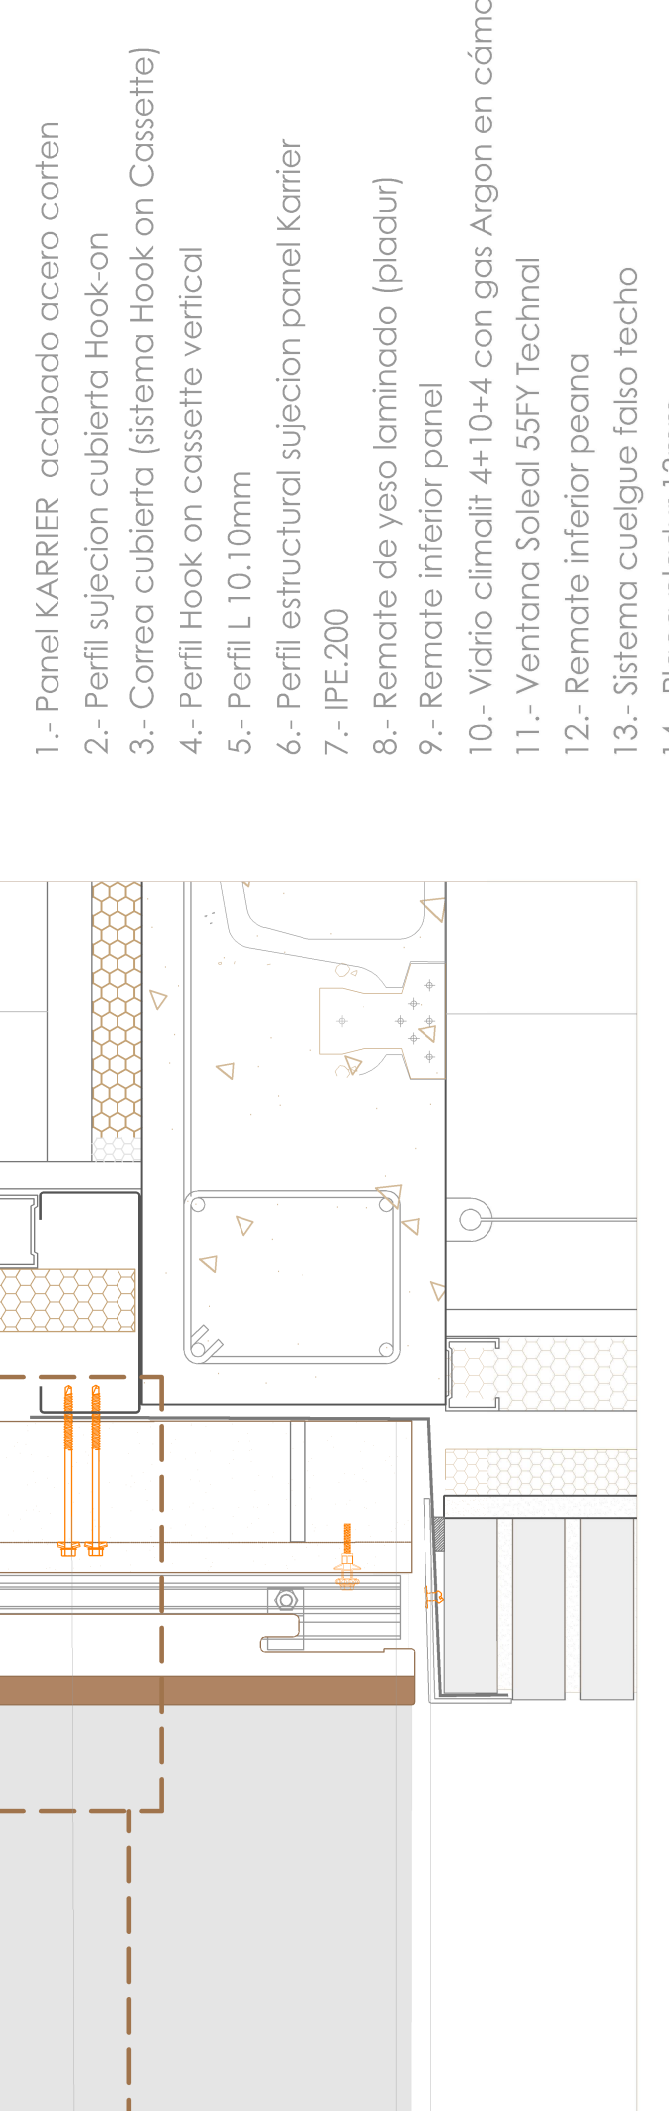 1.- Panel KARRIER acabado acero corten
2.- Perfil sujecion cubierta Hook-on
3.- Correa cubierta (sistema Hook on Cassette)
4.- Perfil Hook on cassette vertical
5.- Perfil L 10.10mm
6.- Perfil estructural sujecion panel Karrier
7.- IPE.200
8.- Remate de yeso laminado (pladur)
9.- Remate inferior panel
10.- Vidrio climalit 4+10+4 con gas Argon en
11.- Ventana Soleal 55FY Technal
12.- Remate inferior peana
13.- Sistema cuelgue falso techo